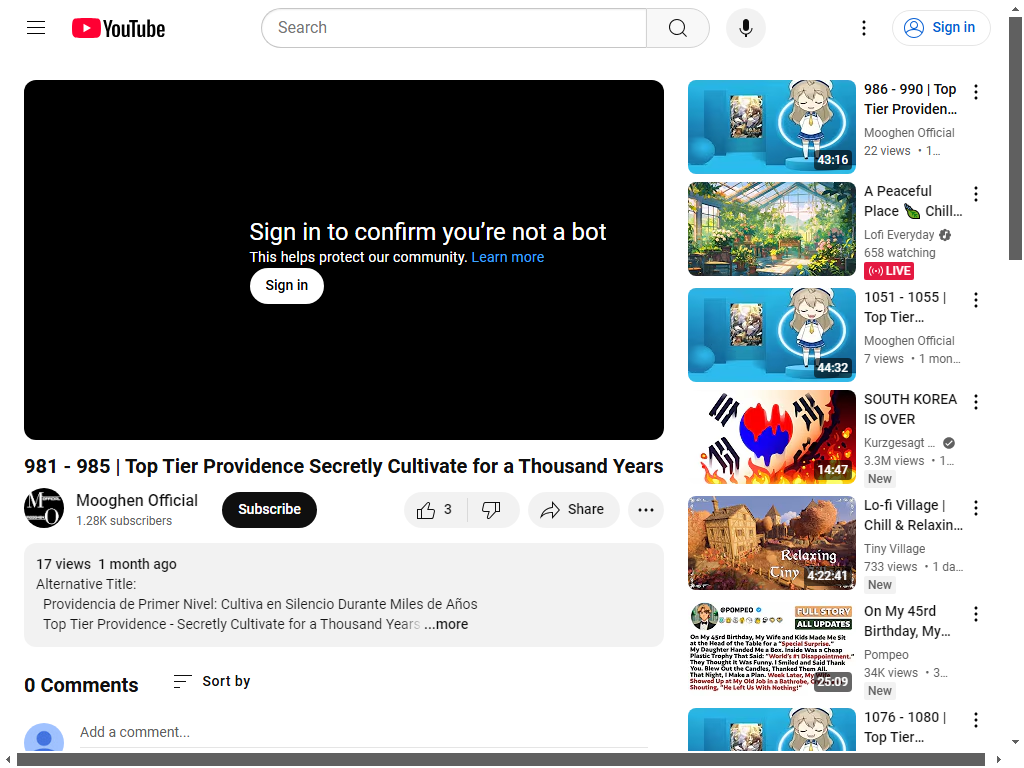 YouTube
Search
Sign in
Sign in to confirm you're not a bot
This helps protect our community. Learn more
Sign in
981 - 985 | Top Tier Providence Secretly Cultivate for a Thousand Years
Mooghen Official
1.28K subscribers
Subscribe
3
Share
17 views 1 month ago
Alternative Title:
Providencia de Primer Nivel: Cultiva en Silencio Durante Miles de Años
Top Tier Providence - Secretly Cultivate for a Thousand Years ...more
0 Comments
Sort by
Add a comment...
43:16
986 - 990 | Top
Tier Providen...
Mooghen Official
22 views • 1...
A Peaceful
Place Chill...
Lofi Everyday
658 watching
LIVE
44:32
1051 - 1055 |
Top Tier...
Mooghen Official
7 views • 1 mon...
14:47
SOUTH KOREA
IS OVER
Kurzgesagt ...
3.3M views • 1...
New
Relaxing
Tiny
4:22:41
Lo-fi Village |
Chill & Relaxin...
Tiny Village
733 views • 1 da...
New
@POMPEO
FULL STORY
ALL UPDATES
On My 45rd Birthday, My Wife and Kids Made Me Sit
at the Head of the Table for a "Special Surprise."
My Daughter Handed Me a Box. Inside Was a Cheap
Plastic Trophy That Said: "World's #1 Disappointment."
They Thought It Was Funny. I Smiled and Said Thank
You. Blew Out the Candles, Thanked Them All.
That Night, I Make a Plan. Week Later, My Wife
Showed Up at My Old Job in a Bathrobe,
Shouting, "He Left Us With Nothing!"
25:09
On My 45rd
Birthday, My...
Pompeo
34K views • 3...
New
1076 - 1080 |
Top Tier...